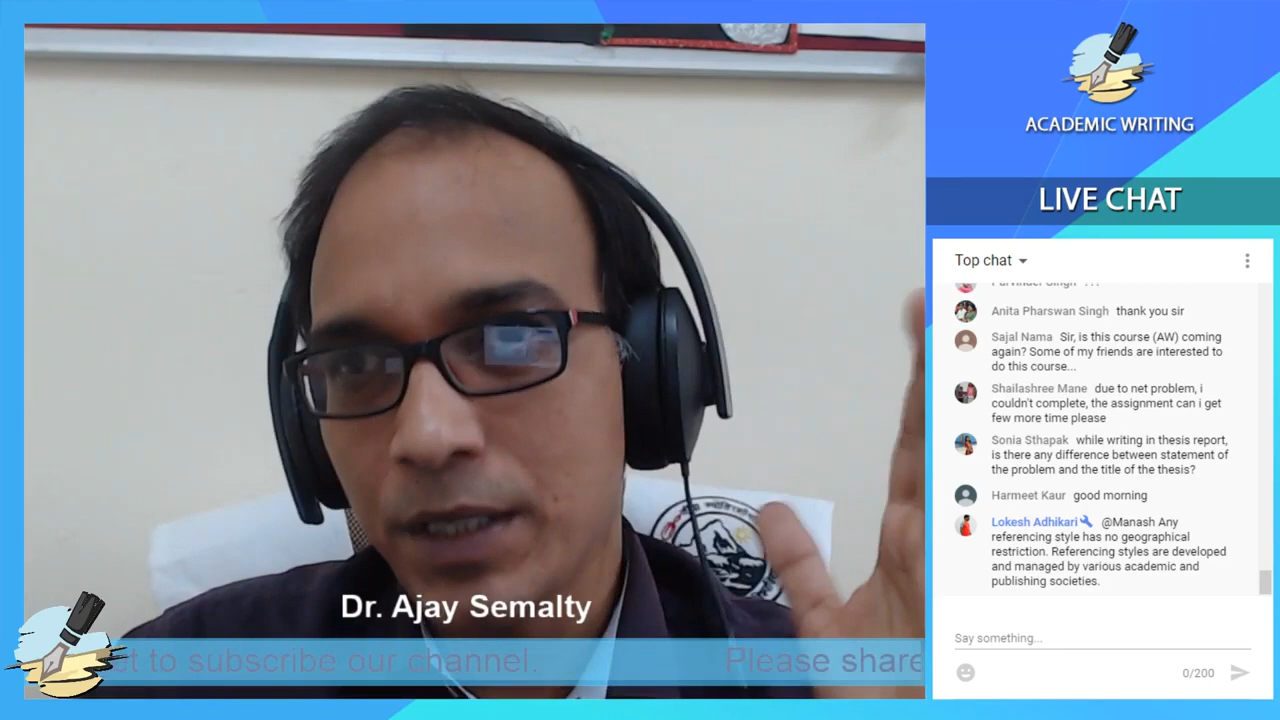 ACADEMIC WRITING
LIVE CHAT
Top chat
Parvinder Singh
Anita Pharswan Singh thank you sir
Sajal Nama Sir, is this course (AW) coming
again? Some of my friends are interested to
do this course...
Shailashree Mane due to net problem, i
couldn't complete, the assignment can i get
few more time please
Sonia Sthapak while writing in thesis report,
is there any difference between statement of
the problem and the title of the thesis?
Harmeet Kaur good morning
Lokesh Adhikari @Manash Any
referencing style has no geographical
restriction. Referencing styles are developed
and managed by various academic and
publishing societies.
Say something...
0/200
Dr. Ajay Semalty
to subscribe our channel. Please share